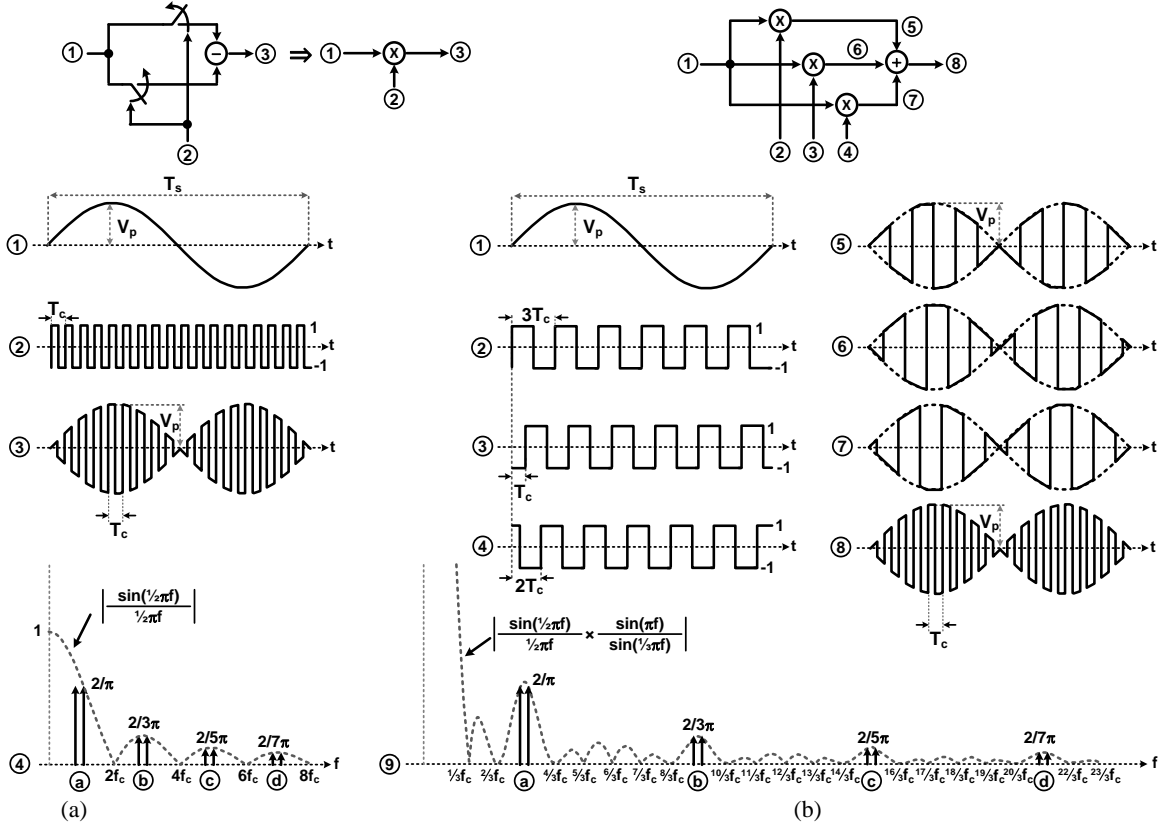 ① ② ③ ⇒ ① X ② ③
−
① X X X + ② ③ ④ ⑤ ⑥ ⑦ ⑧
Ts
① Vp t
Tc
② 1 t -1
③ Vp t
Tc
1
|sin(½πf) / ½πf|
2/π
2/3π
2/5π
2/7π
④ ⓐ 2fc ⓑ 4fc ⓒ 6fc ⓓ 8fc f
(a)
Ts
① Vp t
3Tc
② 1 t -1
③ 1 t -1
Tc
④ 1 t -1
2Tc
⑤ Vp t
⑥ t
⑦ t
⑧ Vp t
Tc
|sin(½πf) / ½πf × sin(πf) / sin(⅓πf)|
2/π
2/3π
2/5π
2/7π
⑨ 1/3fc 2/3fc ⓐ 4/3fc 5/3fc 6/3fc 7/3fc 8/3fc ⓑ 10/3fc 11/3fc 12/3fc 13/3fc 14/3fc ⓒ 16/3fc 17/3fc 18/3fc 19/3fc 20/3fc ⓓ 22/3fc 23/3fc f
(b)